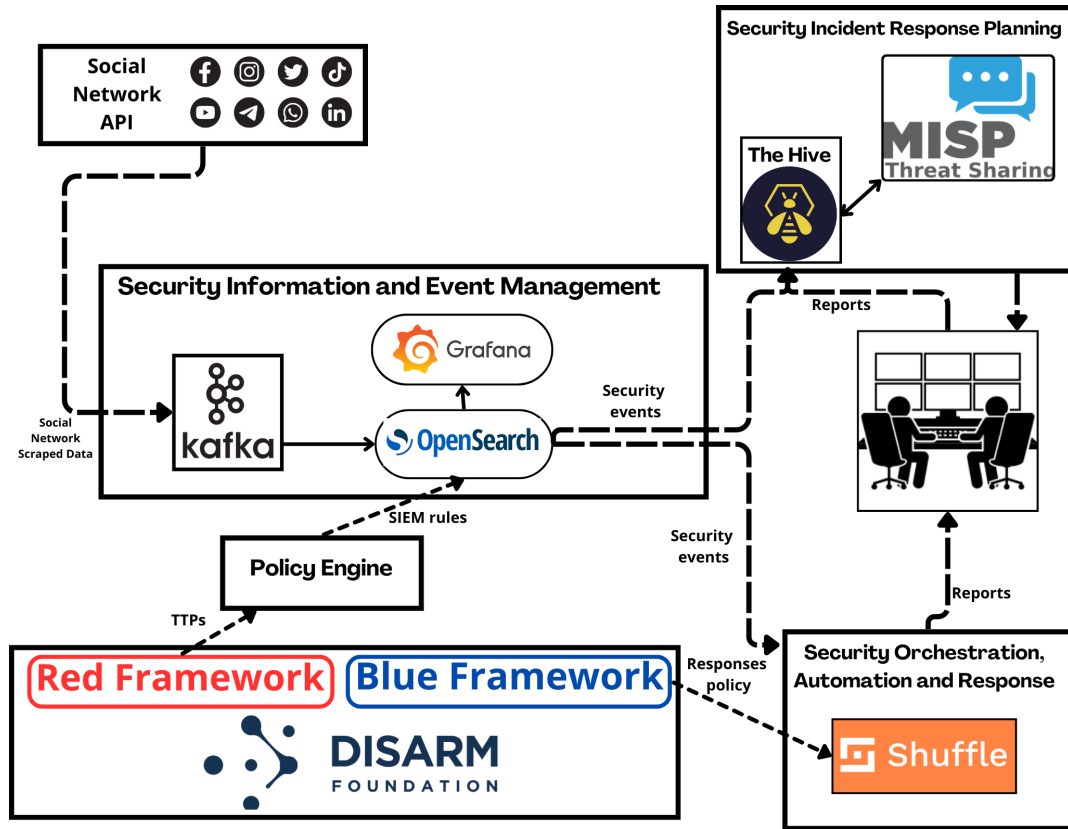 Security Incident Response Planning
Social
Network
API
MISP
Threat Sharing
The Hive
Security Information and Event Management
Reports
Grafana
Security
events
Social
Network
Scraped Data
kafka
OpenSearch
SIEM rules
Security
events
Policy Engine
TTPs
Reports
Red Framework
Blue Framework
Responses
policy
Security Orchestration,
Automation and Response
DISARM
FOUNDATION
Shuffle